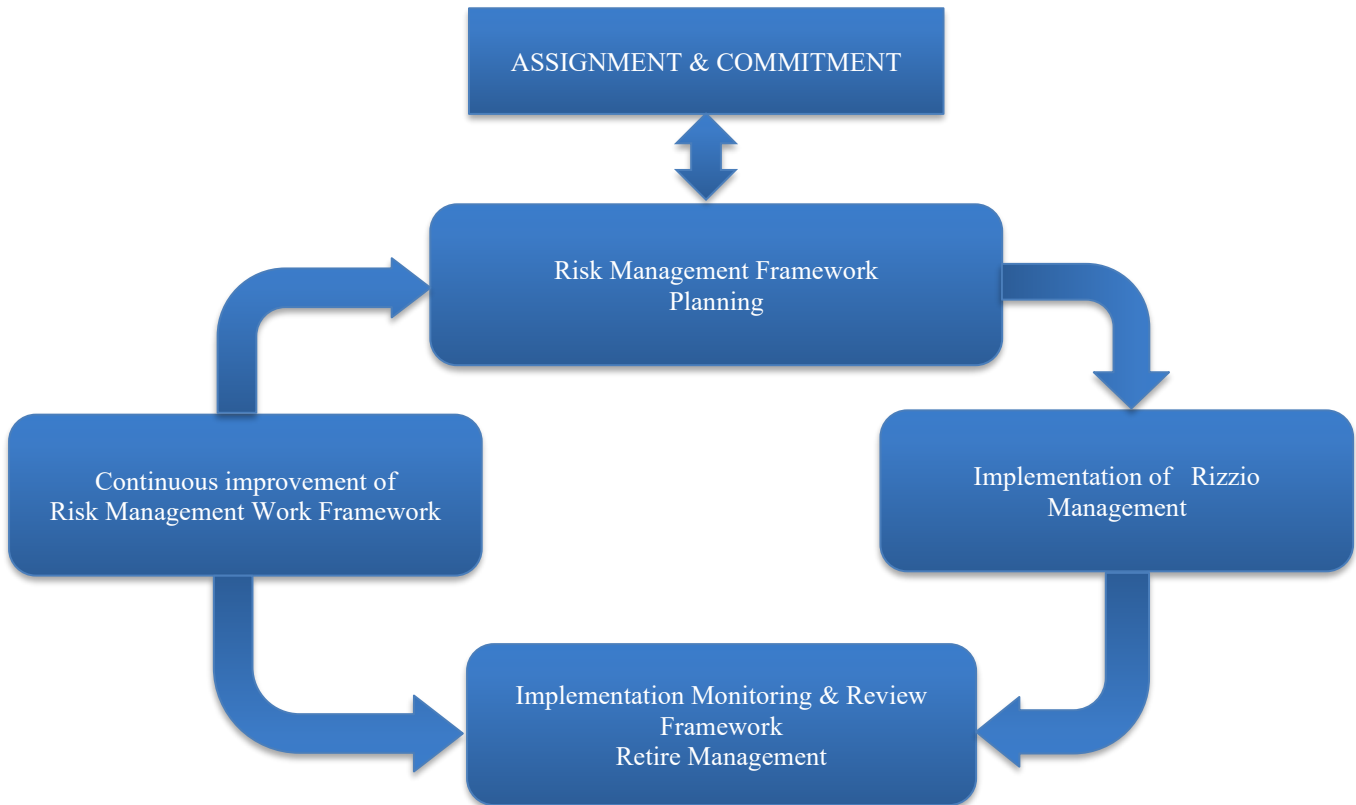 ASSIGNMENT & COMMITMENT
Risk Management Framework
Planning
Continuous improvement of
Risk Management Work Framework
Implementation of Rizzio
Management
Implementation Monitoring & Review
Framework
Retire Management